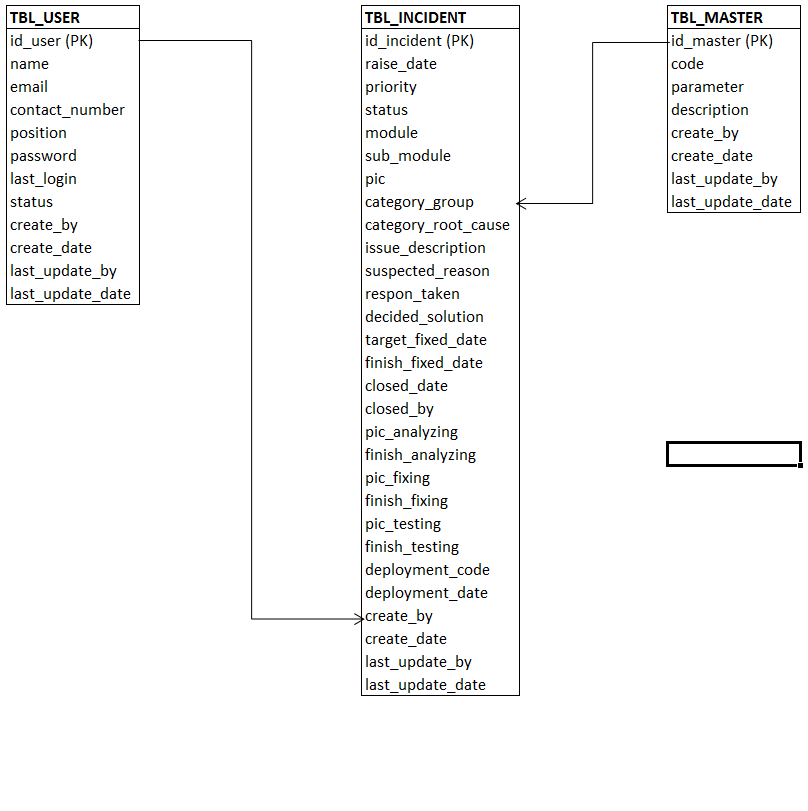 TBL_USER
id_user (PK)
name
email
contact_number
position
password
last_login
status
create_by
create_date
last_update_by
last_update_date
TBL_INCIDENT
id_incident (PK)
raise_date
priority
status
module
sub_module
pic
category_group
category_root_cause
issue_description
suspected_reason
respon_taken
decided_solution
target_fixed_date
finish_fixed_date
closed_date
closed_by
pic_analyzing
finish_analyzing
pic_fixing
finish_fixing
pic_testing
finish_testing
deployment_code
deployment_date
create_by
create_date
last_update_by
last_update_date
TBL_MASTER
id_master (PK)
code
parameter
description
create_by
create_date
last_update_by
last_update_date